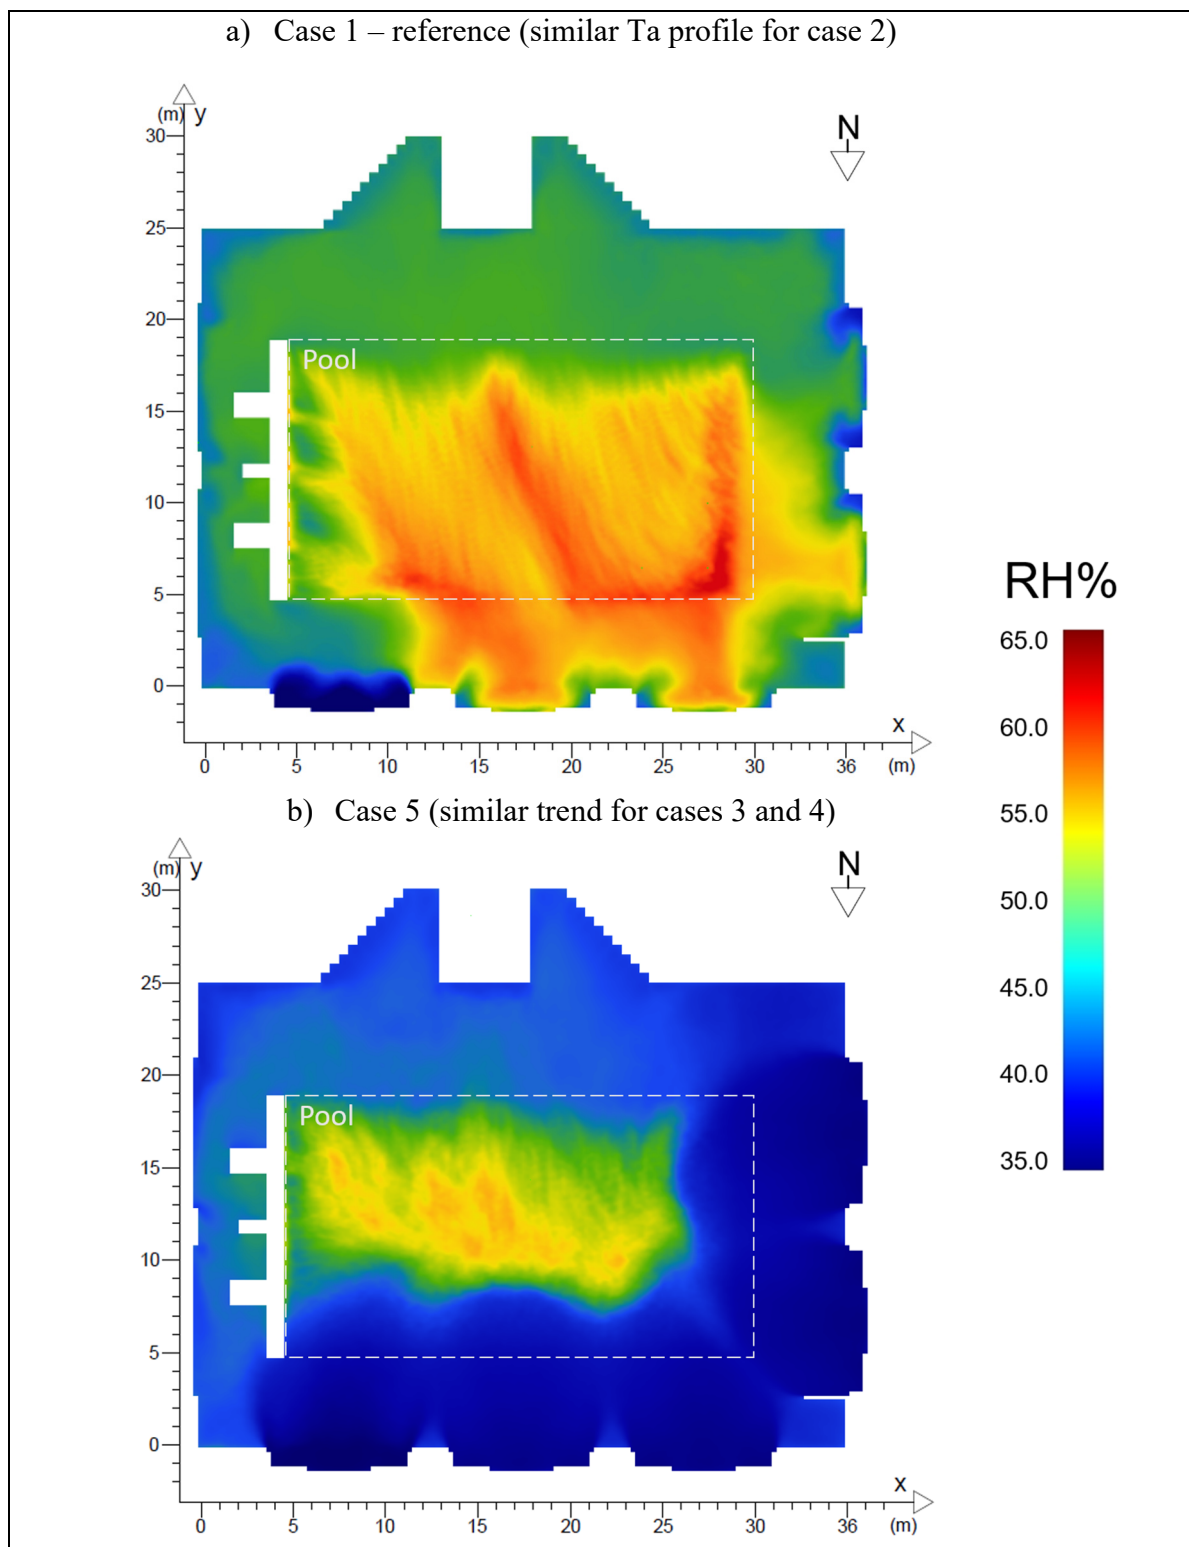 a) Case 1 – reference (similar Ta profile for case 2)
(m) y
N
30
25
20
Pool
15
10
5
0
x
0 5 10 15 20 25 30 36 (m)
RH%
65.0
60.0
55.0
50.0
45.0
40.0
35.0
b) Case 5 (similar trend for cases 3 and 4)
(m) y
N
30
25
20
Pool
15
10
5
0
x
0 5 10 15 20 25 30 36 (m)